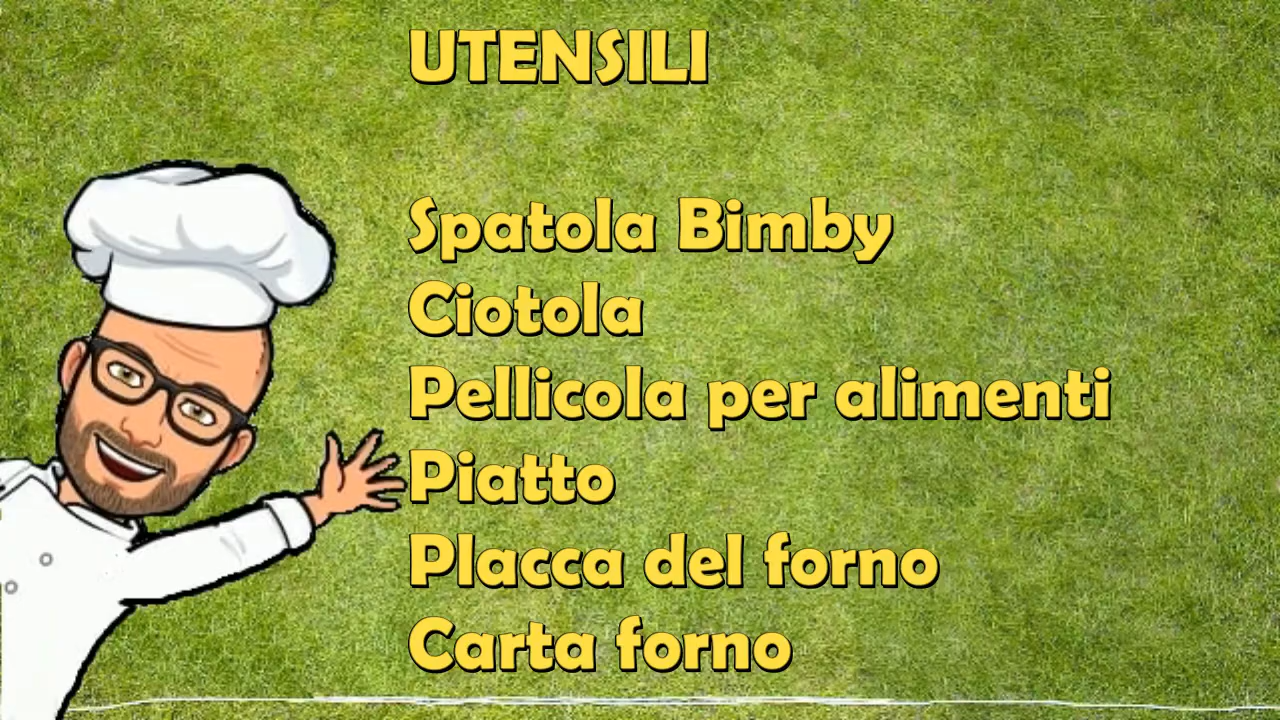 UTENSILI
Spatola Bimby
Ciotola
Pellicola per alimenti
Piatto
Placca del forno
Carta forno